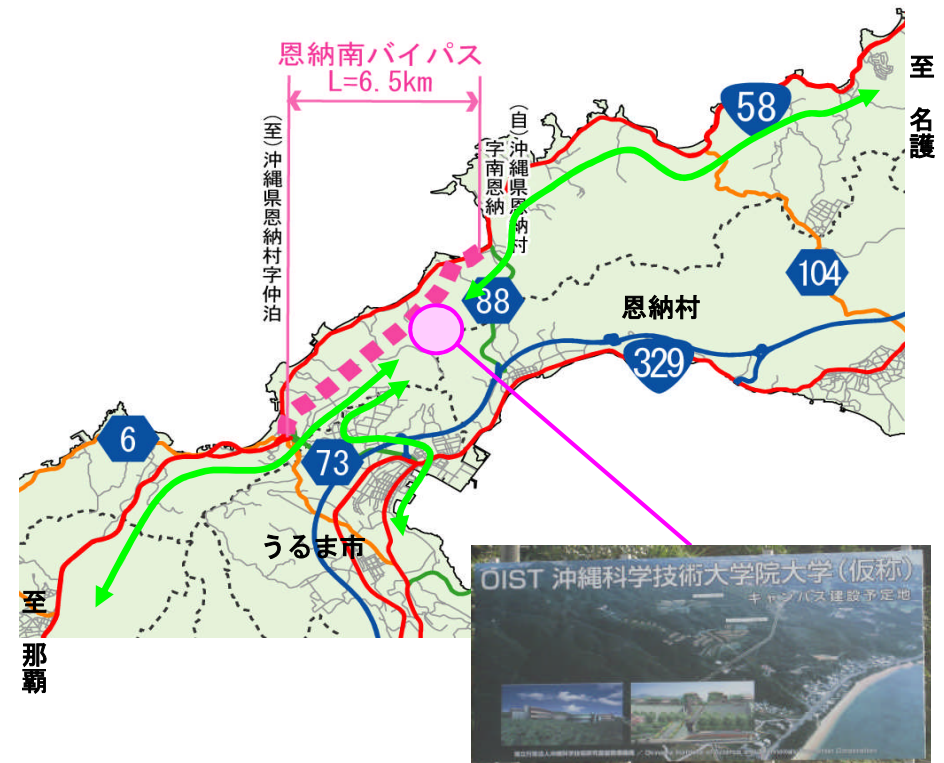 恩納南バイパス
L=6.5km
(至)沖縄県恩納村字仲泊
(自)沖縄県恩納村
字南恩納
至 名護
58
104
88
恩納村
329
6
73
うるま市
至 那覇
OIST 沖縄科学技術大学院大学(仮称)
キャンパス建設予定地